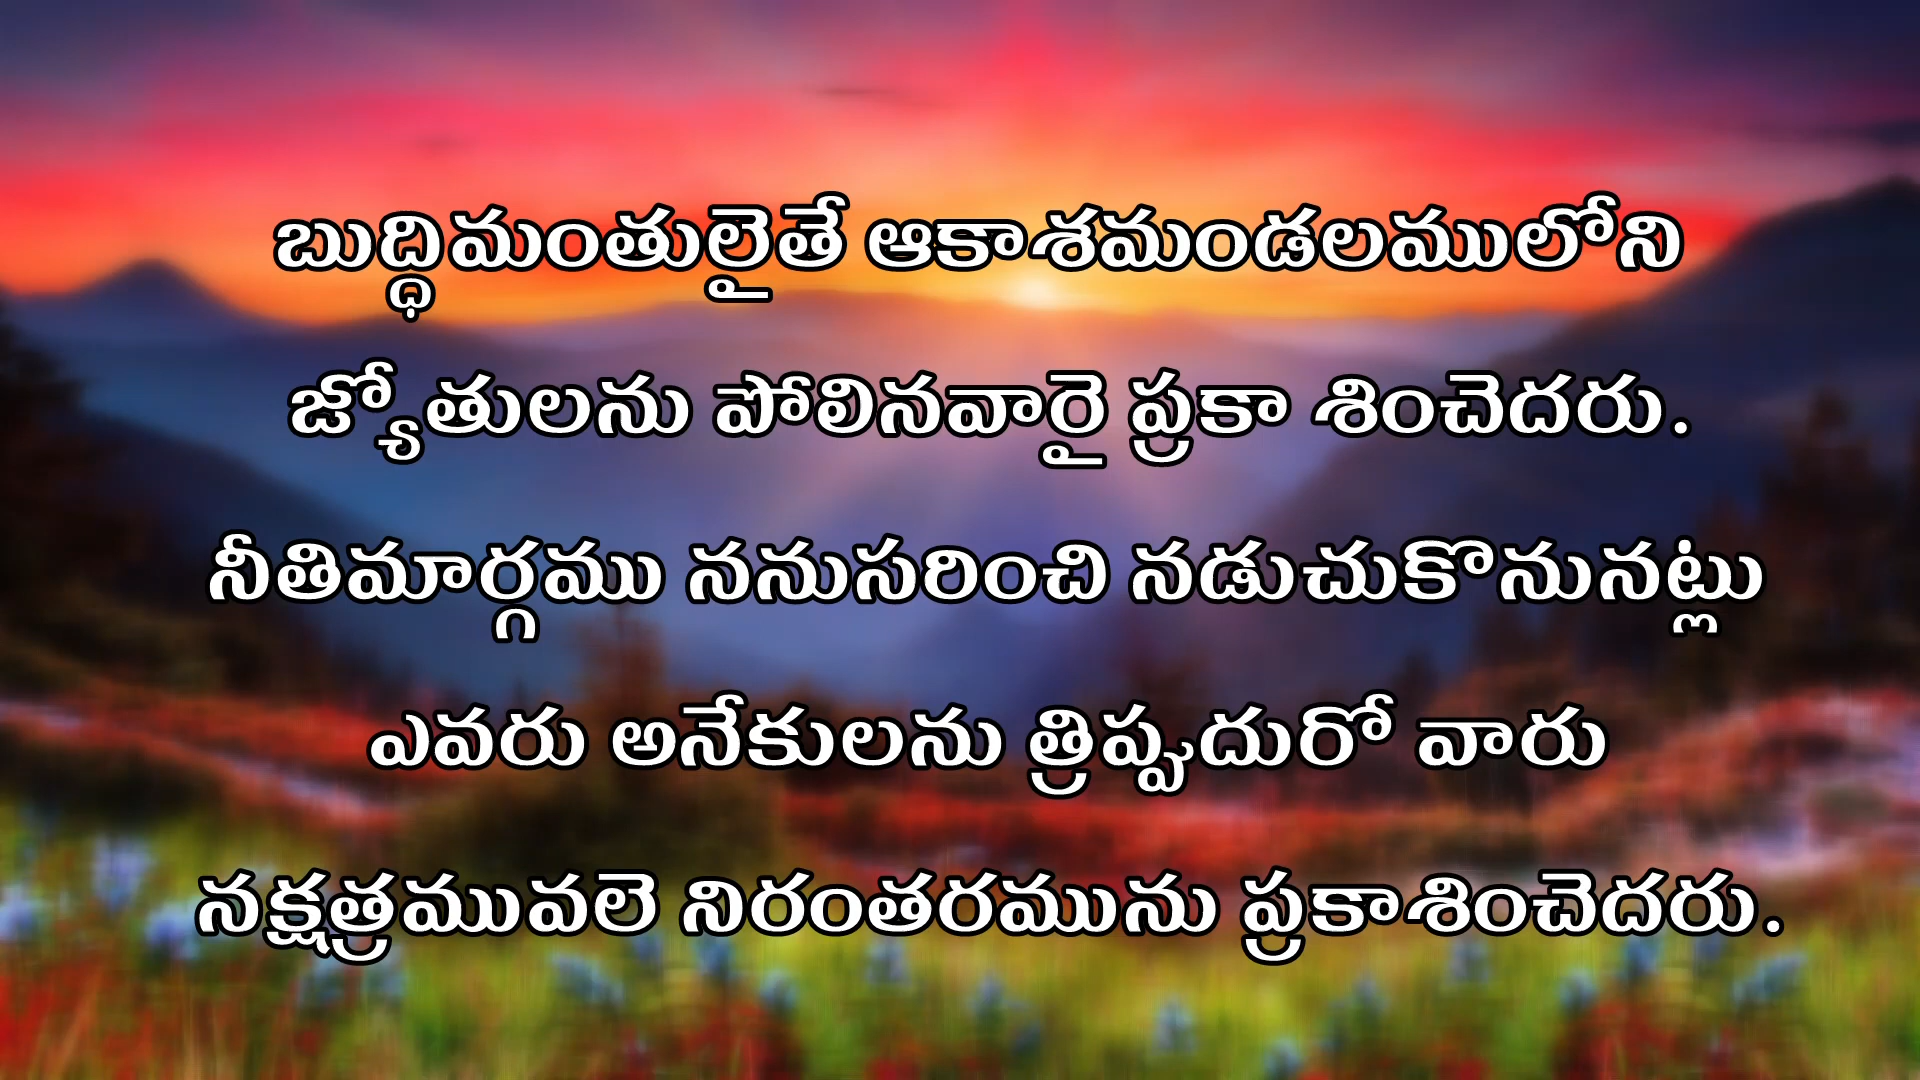 బుద్ధిమంతులైతే ఆకాశమండలములోని
జ్యోతులను పోలినవారై ప్రకా శించెదరు.
నీతిమార్గము ననుసరించి నడుచుకొనునట్లు
ఎవరు అనేకులను త్రిప్పుదురో వారు
నక్షత్రమువలె నిరంతరమును ప్రకాశించెదరు.